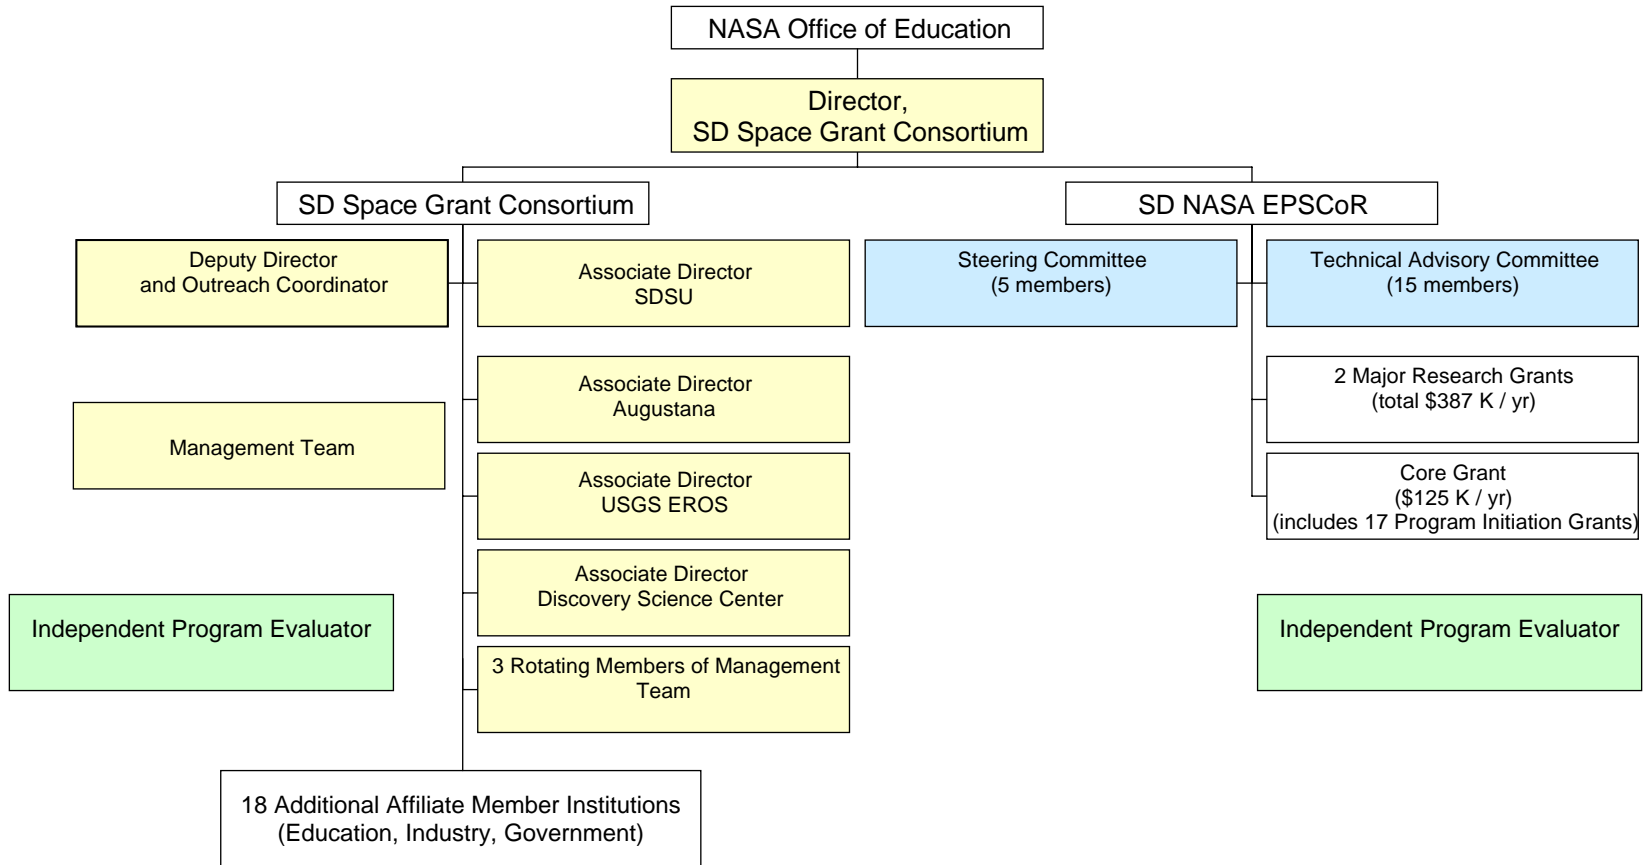 NASA Office of Education
Director,
SD Space Grant Consortium
SD Space Grant Consortium
SD NASA EPSCoR
Deputy Director
and Outreach Coordinator
Associate Director
SDSU
Steering Committee
(5 members)
Technical Advisory Committee
(15 members)
Management Team
Associate Director
Augustana
2 Major Research Grants
(total $387 K / yr)
Associate Director
USGS EROS
Core Grant
($125 K / yr)
(includes 17 Program Initiation Grants)
Associate Director
Discovery Science Center
Independent Program Evaluator
Independent Program Evaluator
3 Rotating Members of Management
Team
18 Additional Affiliate Member Institutions
(Education, Industry, Government)